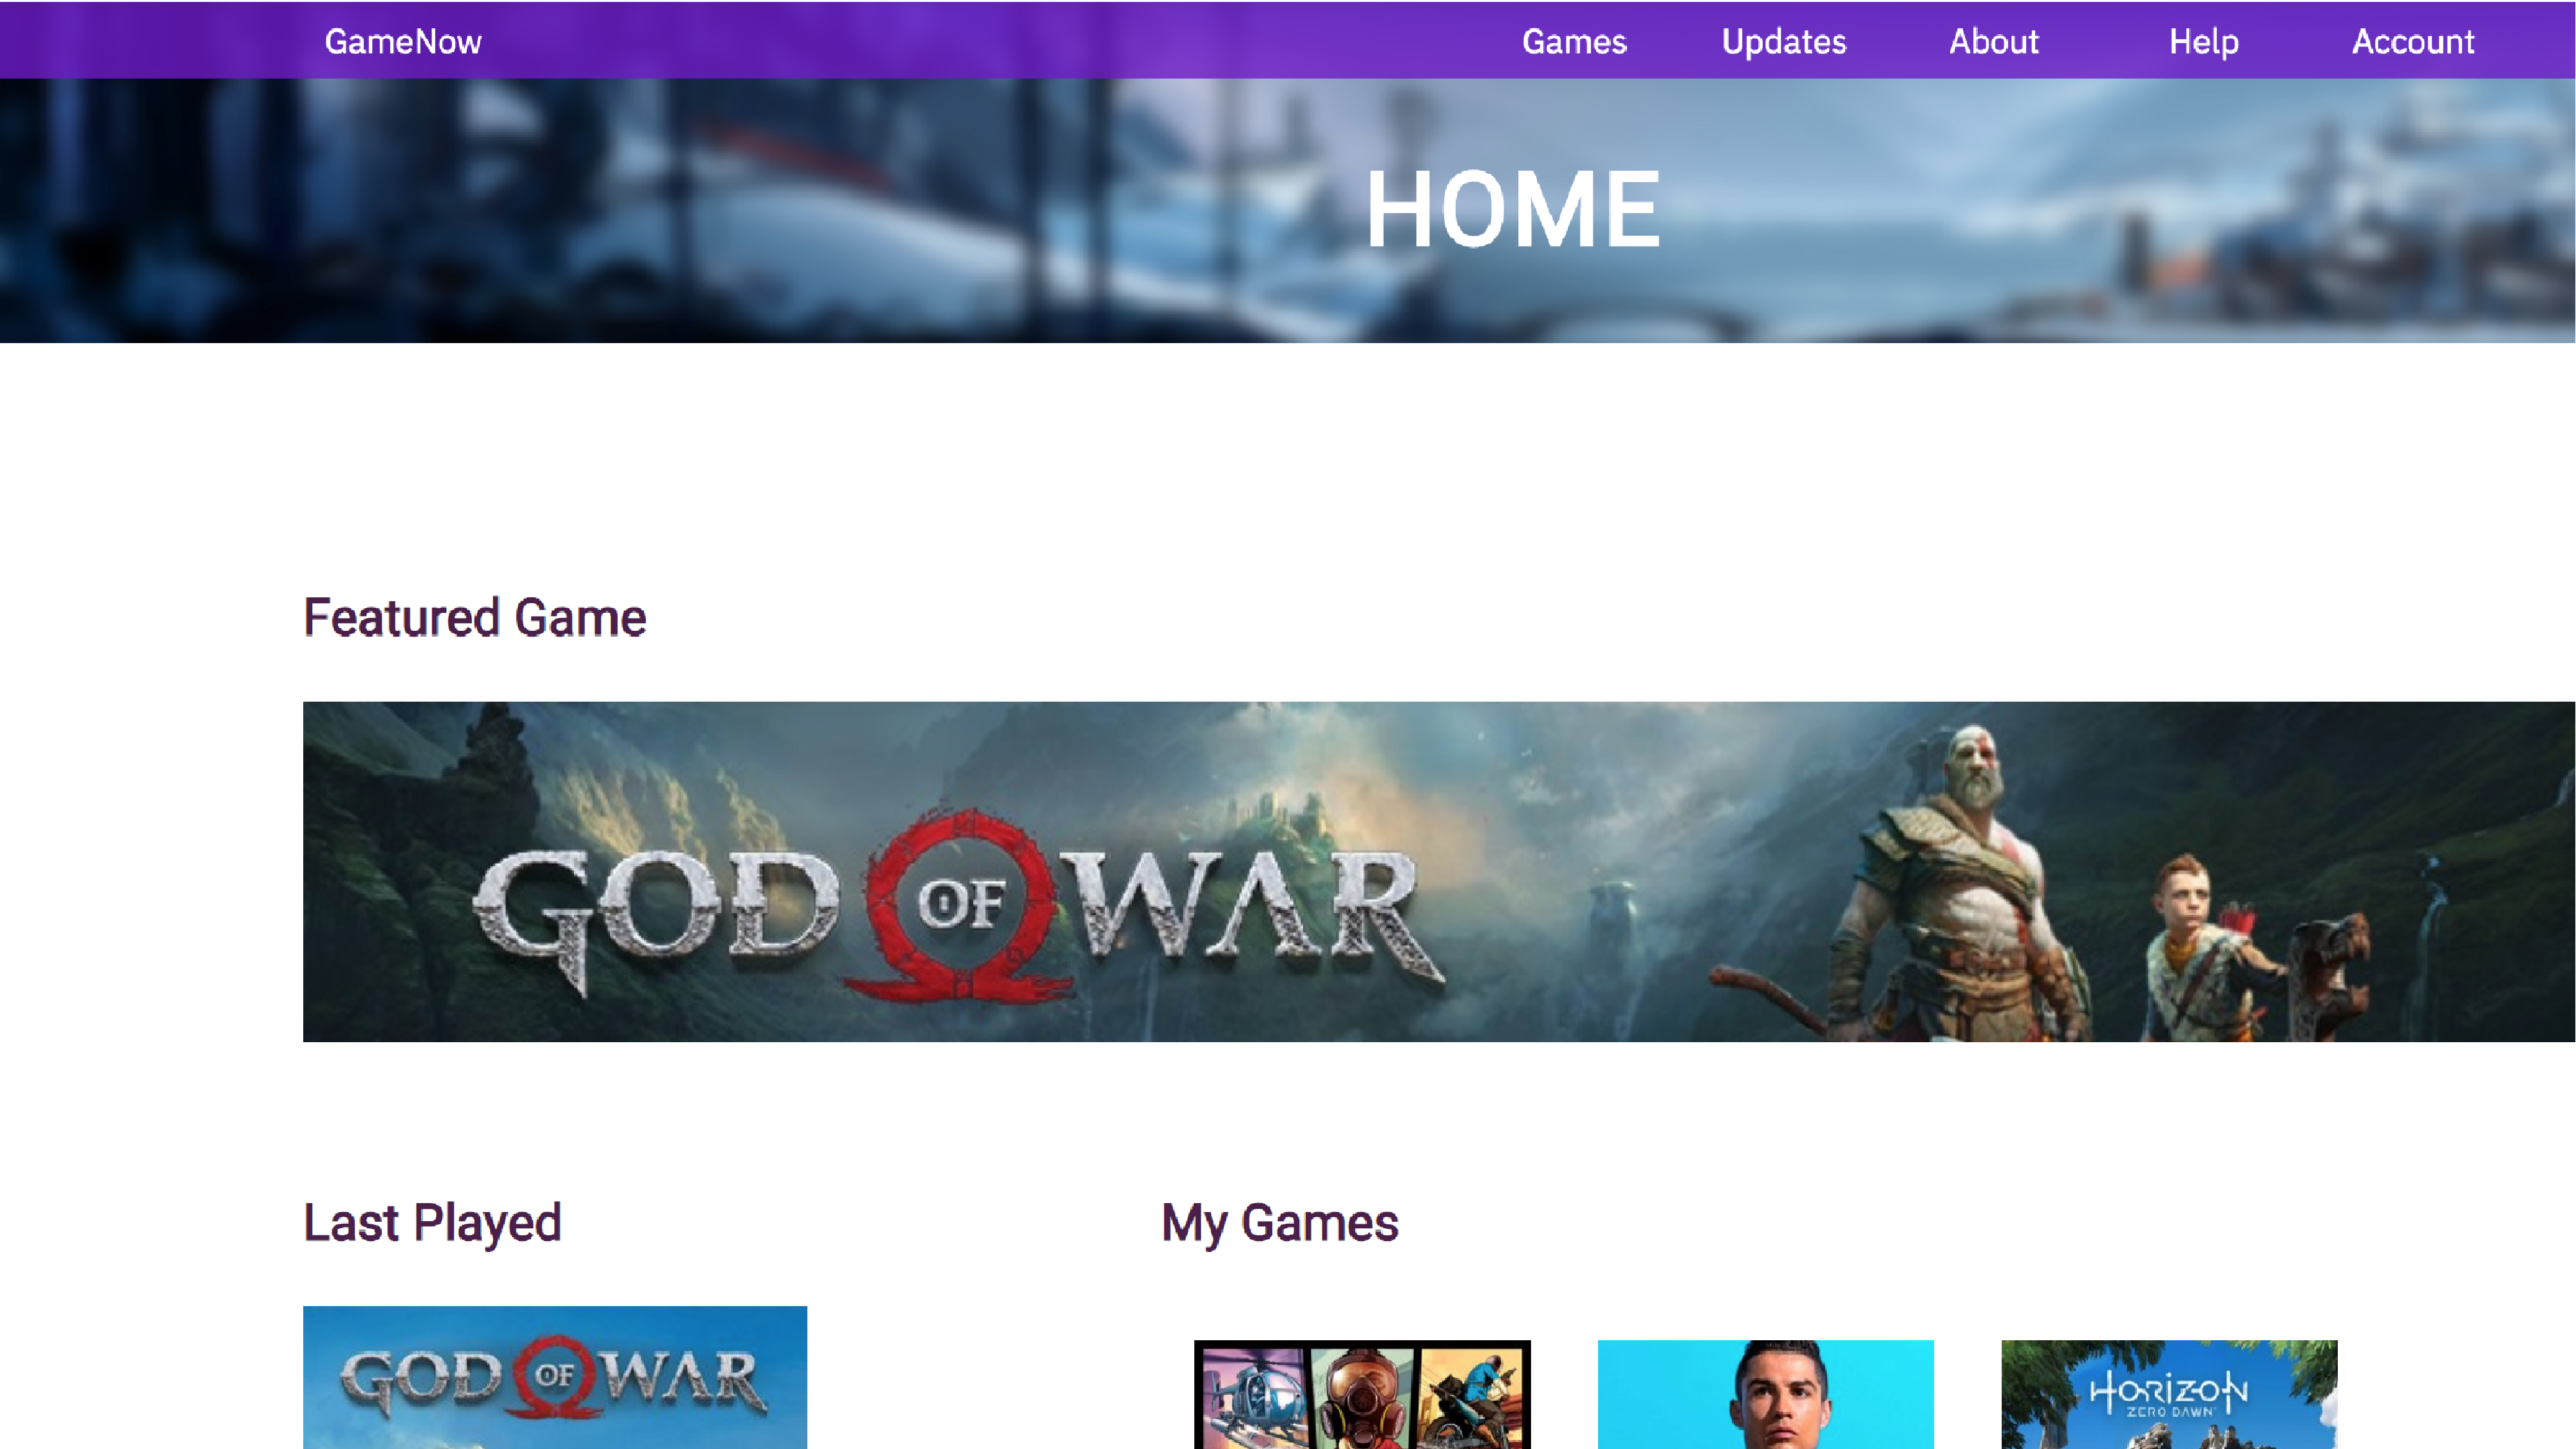 GameNow Games Updates About Help Account
HOME
Featured Game
GOD OF WAR
Last Played
My Games
GOD OF WAR
HORIZON
ZERO DAWN